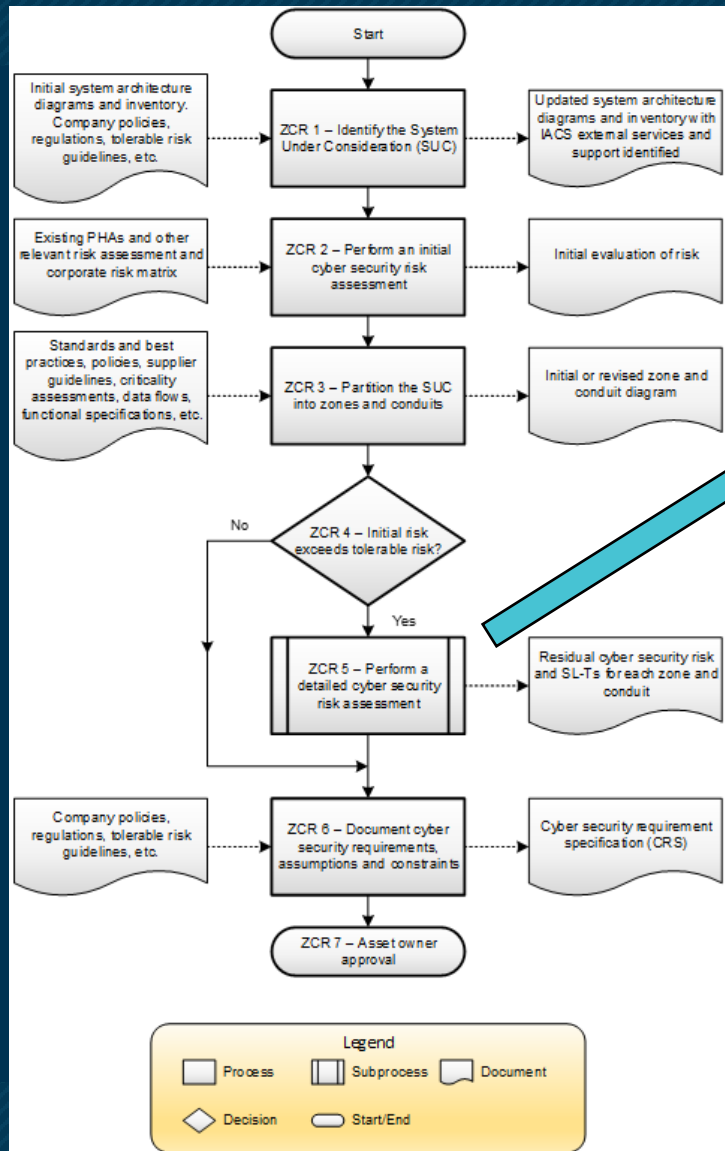 Start
Initial system architecture
diagrams and inventory.
Company policies,
regulations, tolerable risk
guidelines, etc.
ZCR 1 – Identify the System
Under Consideration (SUC)
Updated system architecture
diagrams and inventory with
IACS external services and
support identified
Existing PHAs and other
relevant risk assessment and
corporate risk matrix
ZCR 2 – Perform an initial
cyber security risk
assessment
Initial evaluation of risk
Standards and best
practices, policies, supplier
guidelines, criticality
assessments, data flows,
functional specifications, etc.
ZCR 3 – Partition the SUC
into zones and conduits
Initial or revised zone and
conduit diagram
No
ZCR 4 – Initial risk
exceeds tolerable risk?
Yes
ZCR 5 – Perform a
detailed cyber security
risk assessment
Residual cyber security risk
and SL-Ts for each zone and
conduit
Company policies,
regulations, tolerable risk
guidelines, etc.
ZCR 6 – Document cyber
security requirements,
assumptions and constraints
Cyber security requirement
specification (CRS)
ZCR 7 – Asset owner
approval
Legend
Process
Subprocess
Document
Decision
Start/End